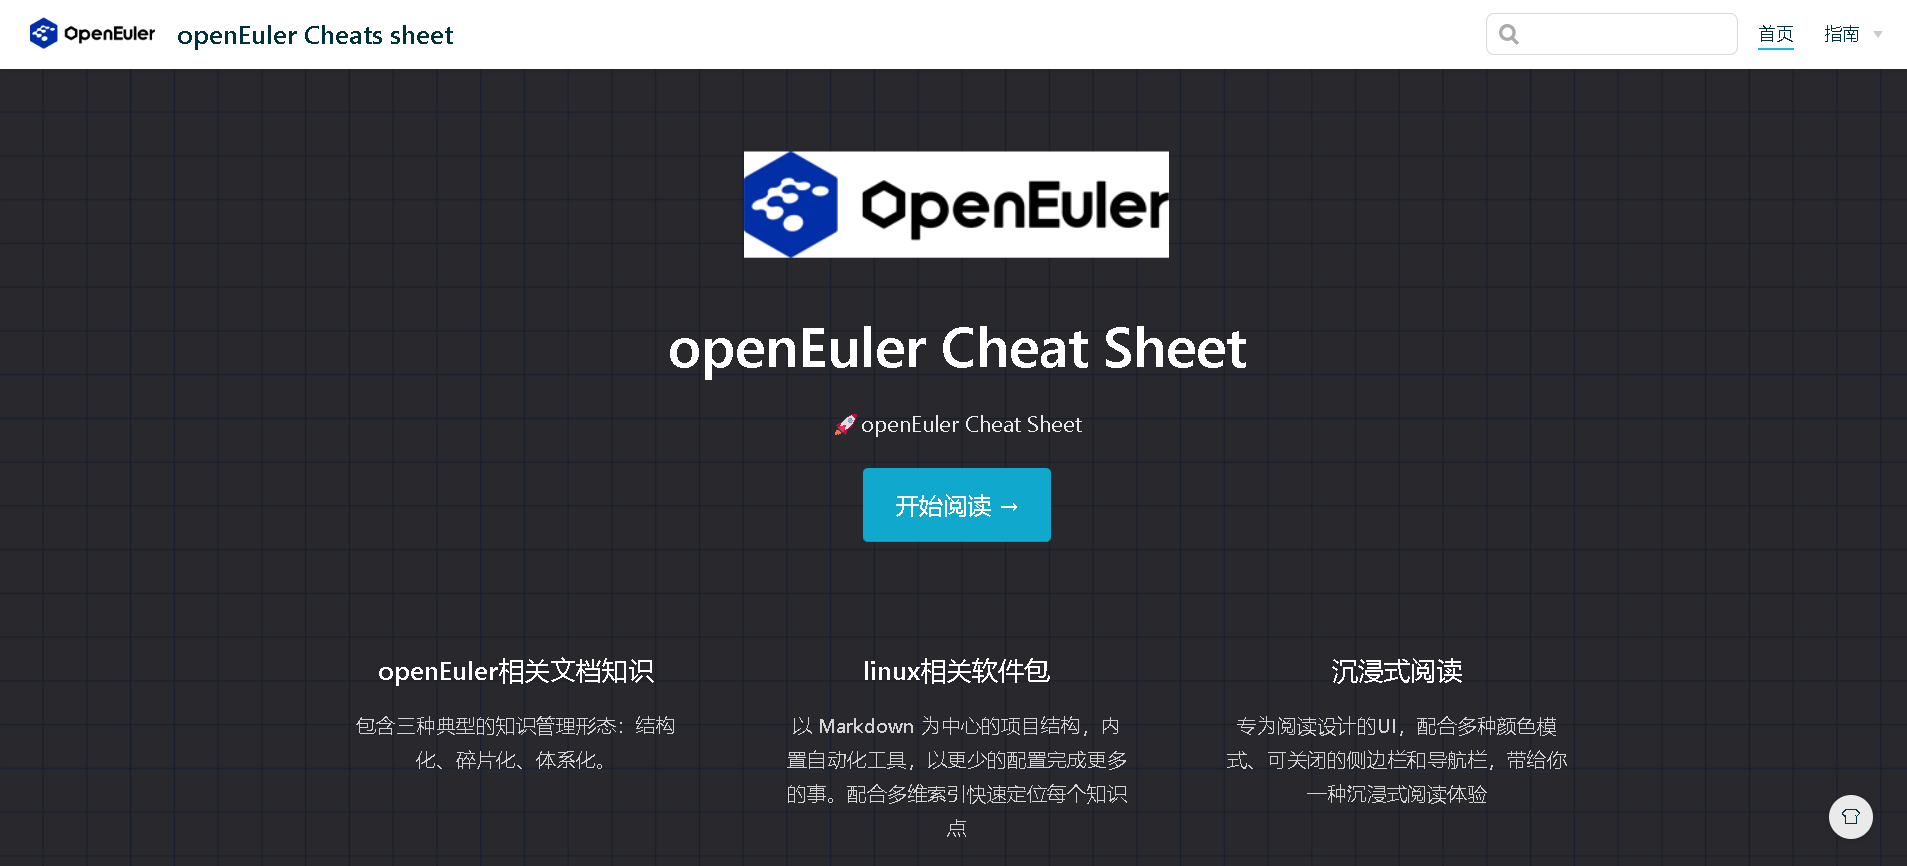 OpenEuler
openEuler Cheats sheet
首页
指南
OpenEuler
openEuler Cheat Sheet
🚀 openEuler Cheat Sheet
开始阅读 →
openEuler相关文档知识
包含三种典型的知识管理形态：结构
化、碎片化、体系化。
linux相关软件包
以 Markdown 为中心的项目结构，内
置自动化工具，以更少的配置完成更多
的事。配合多维索引快速定位每个知识
点
沉浸式阅读
专为阅读设计的UI，配合多种颜色模
式、可关闭的侧边栏和导航栏，带给你
一种沉浸式阅读体验